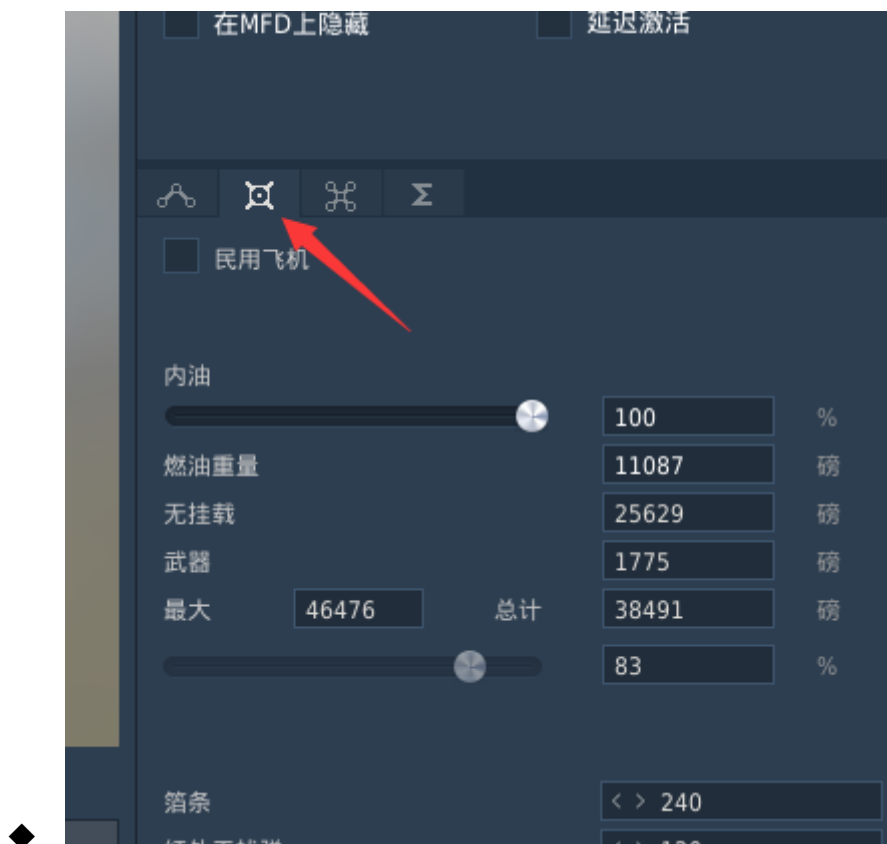 在MFD上隐藏 延迟激活
Σ
民用飞机
内油
100 %
燃油重量 11087 磅
无挂载 25629 磅
武器 1775 磅
最大 46476 总计 38491 磅
83 %
箔条 < > 240